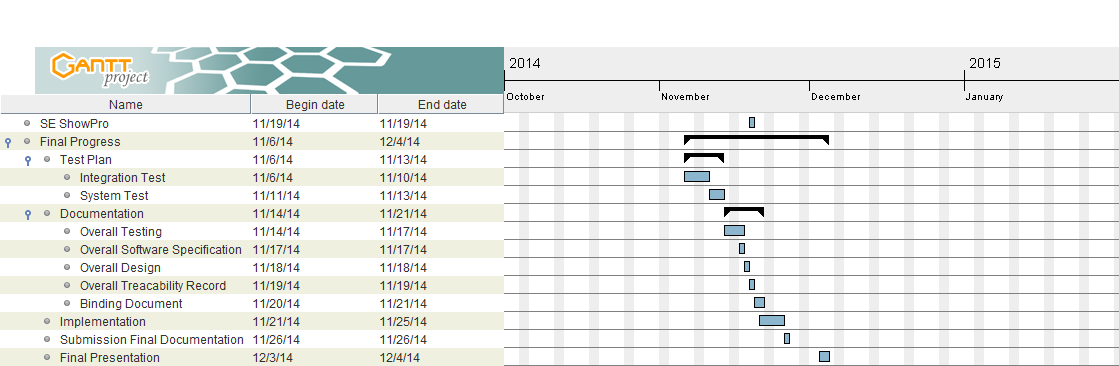 GANTT
project
2014 2015
Name Begin date End date October November December January
SE ShowPro 11/19/14 11/19/14
Final Progress 11/6/14 12/4/14
Test Plan 11/6/14 11/13/14
Integration Test 11/6/14 11/10/14
System Test 11/11/14 11/13/14
Documentation 11/14/14 11/21/14
Overall Testing 11/14/14 11/17/14
Overall Software Specification 11/17/14 11/17/14
Overall Design 11/18/14 11/18/14
Overall Treacability Record 11/19/14 11/19/14
Binding Document 11/20/14 11/21/14
Implementation 11/21/14 11/25/14
Submission Final Documentation 11/26/14 11/26/14
Final Presentation 12/3/14 12/4/14